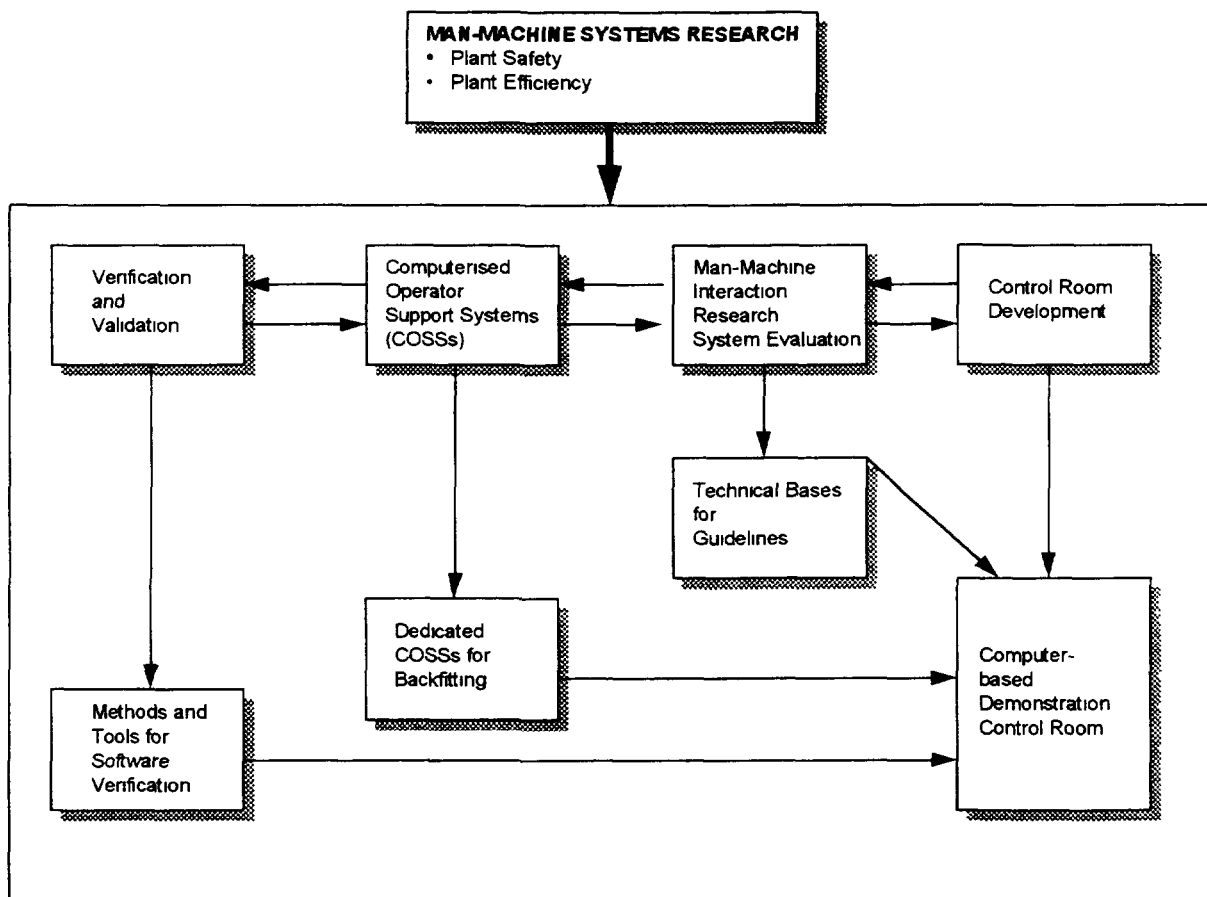 MAN-MACHINE SYSTEMS RESEARCH
• Plant Safety
• Plant Efficiency
Verification
and
Validation
Computerised
Operator
Support Systems
(COSSs)
Man-Machine
Interaction
Research
System Evaluation
Control Room
Development
Technical Bases
for
Guidelines
Dedicated
COSSs for
Backfitting
Methods and
Tools for
Software
Verification
Computer-
based
Demonstration
Control Room